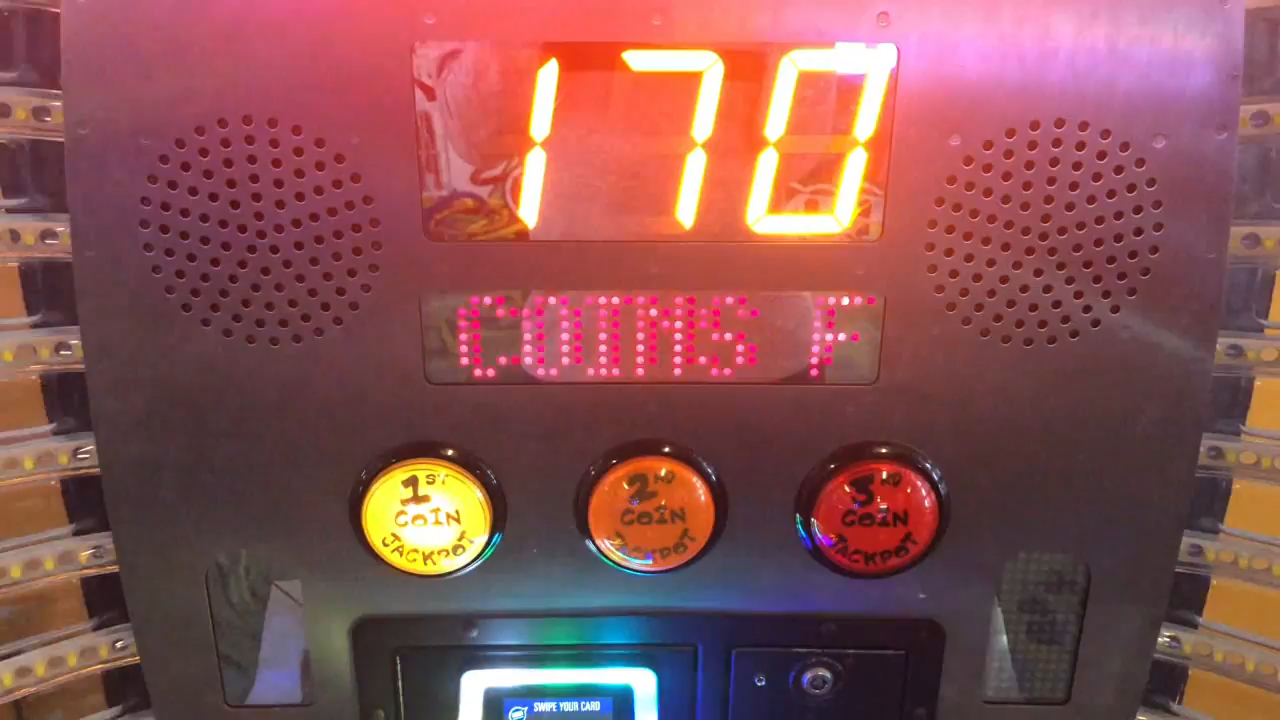 170
COINS F
1ST COIN JACKPOT
2ND COIN JACKPOT
3RD COIN JACKPOT
SWIPE YOUR CARD